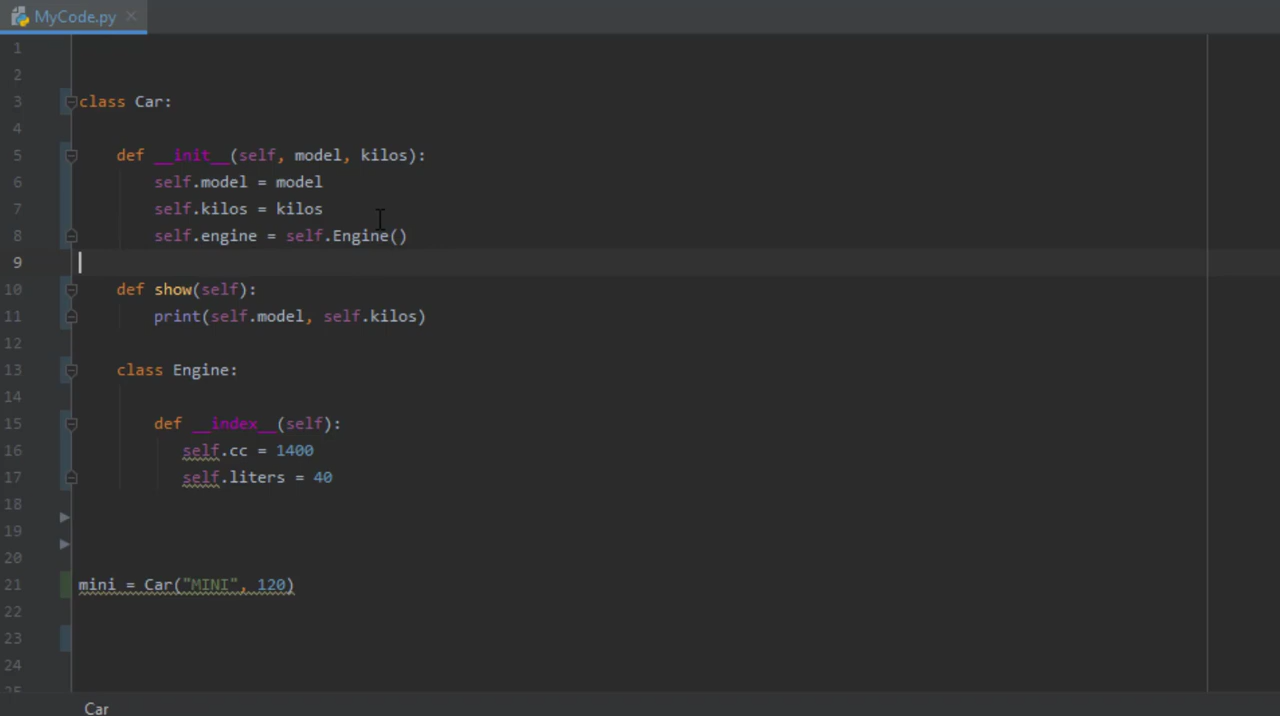 MyCode.py
1
2
3 class Car:
4
5 def __init__(self, model, kilos):
6 self.model = model
7 self.kilos = kilos
8 self.engine = self.Engine()
9
10 def show(self):
11 print(self.model, self.kilos)
12
13 class Engine:
14
15 def __index__(self):
16 self.cc = 1400
17 self.liters = 40
18
19
20
21 mini = Car("MINI", 120)
22
23
24
25
Car